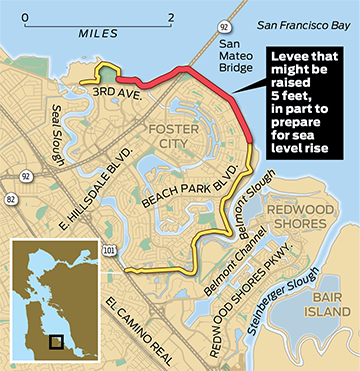 0 2
MILES
San Francisco Bay
92
San
Mateo
Bridge
Levee that
might be
raised
5 feet,
in part to
prepare
for sea
level rise
3RD AVE.
Seal Slough
FOSTER
CITY
E. HILLSDALE BLVD.
BEACH PARK BLVD.
92
82
Belmont Slough
REDWOOD
SHORES
101
Belmont Channel
REDWOOD SHORES PKWY.
Steinberger Slough
BAIR
ISLAND
EL CAMINO REAL